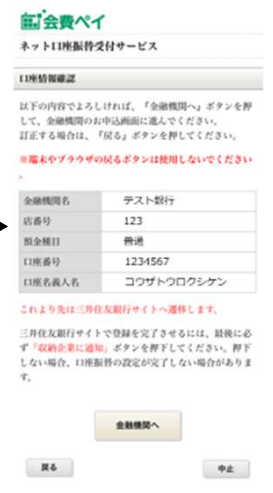 会費ペイ
ネット口座振替受付サービス
口座情報確認
以下の内容でよろしければ、『金融機関へ』ボタンを押
して、金融機関のお申込画面に進んでください。
訂正する場合は、『戻る』ボタンを押してください。
※端末やブラウザの戻るボタンは使用しないでください
。
金融機関名 テスト銀行
店番号 123
預金種目 普通
口座番号 1234567
口座名義人名 コウザトウロクシケン
これより先は三井住友銀行サイトへ遷移します。
三井住友銀行サイトで登録を完了させるには、最後に必
ず「収納企業に通知」ボタンを押下してください。押下
しない場合、口座振替の設定が完了しない場合がありま
す。
金融機関へ
戻る 中止